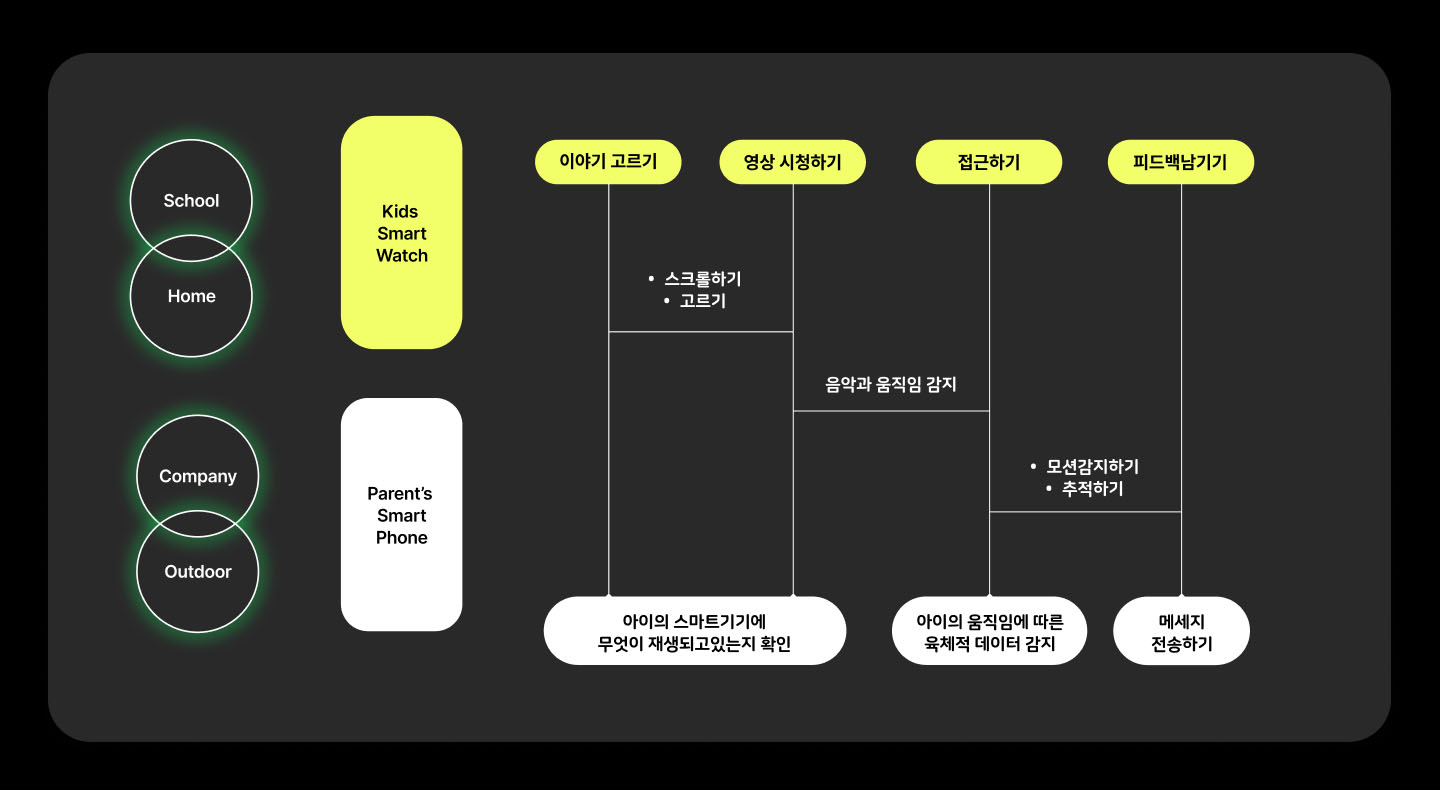 School
Home
Company
Outdoor
Kids
Smart
Watch
Parent’s
Smart
Phone
이야기 고르기
영상 시청하기
접근하기
피드백남기기
• 스크롤하기
• 고르기
음악과 움직임 감지
• 모션감지하기
• 추적하기
아이의 스마트기기에
무엇이 재생되고있는지 확인
아이의 움직임에 따른
육체적 데이터 감지
메세지
전송하기